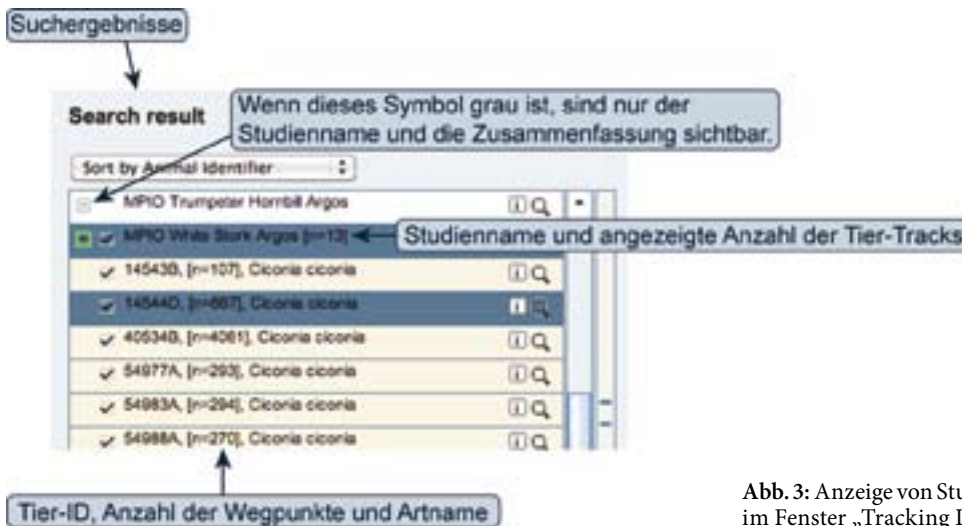 Suchergebnisse
Search result
Wenn dieses Symbol grau ist, sind nur der
Studienname und die Zusammenfassung sichtbar.
Sort by Animal Identifier
MPIO Trumpeter Hornbill Argos
MPIO White Stork Argos [n=13]
Studienname und angezeigte Anzahl der Tier-Tracks
14543B, [n=107], Ciconia ciconia
14544D, [n=667], Ciconia ciconia
40534B, [n=4061], Ciconia ciconia
54977A, [n=293], Ciconia ciconia
54983A, [n=294], Ciconia ciconia
54988A, [n=270], Ciconia ciconia
Tier-ID, Anzahl der Wegpunkte und Artname
Abb. 3: Anzeige von
im Fenster „Tracking